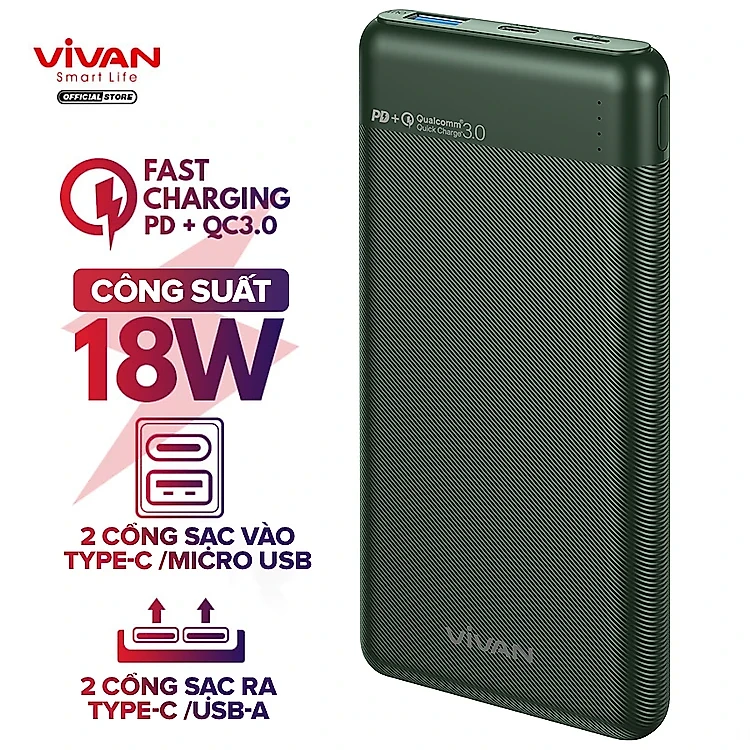 ViVAN
Smart Life
OFFICIAL STORE
FAST
CHARGING
PD + QC3.0
CÔNG SUẤT
18W
2 CỔNG SẠC VÀO
TYPE-C /MICRO USB
2 CỔNG SẠC RA
TYPE-C /USB-A
PD + Qualcomm®
Quick Charge 3.0
ViVAN